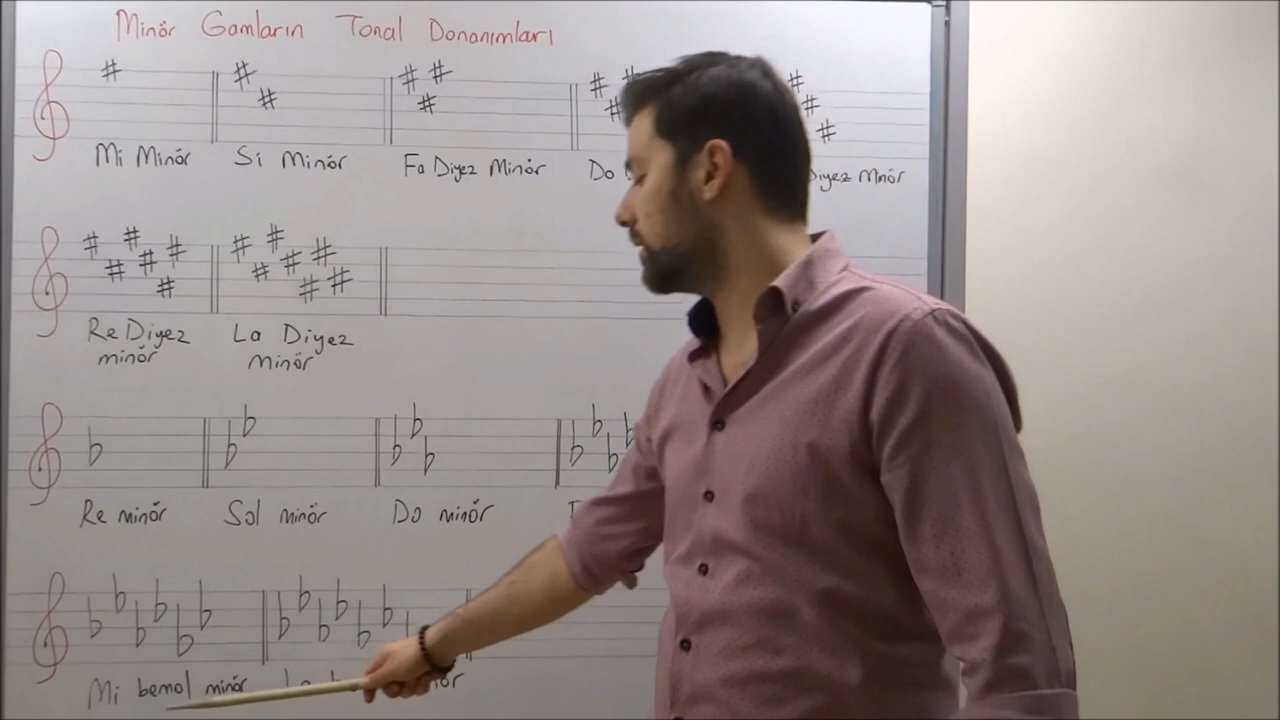 Minör Gamların Tonal Donanımları
Mi Minör Si Minör Fa Diyez Minör Do Diyez Minör
Re Diyez La Diyez
minör minör
Re minör Sol minör Do minör
Mi bemol minör